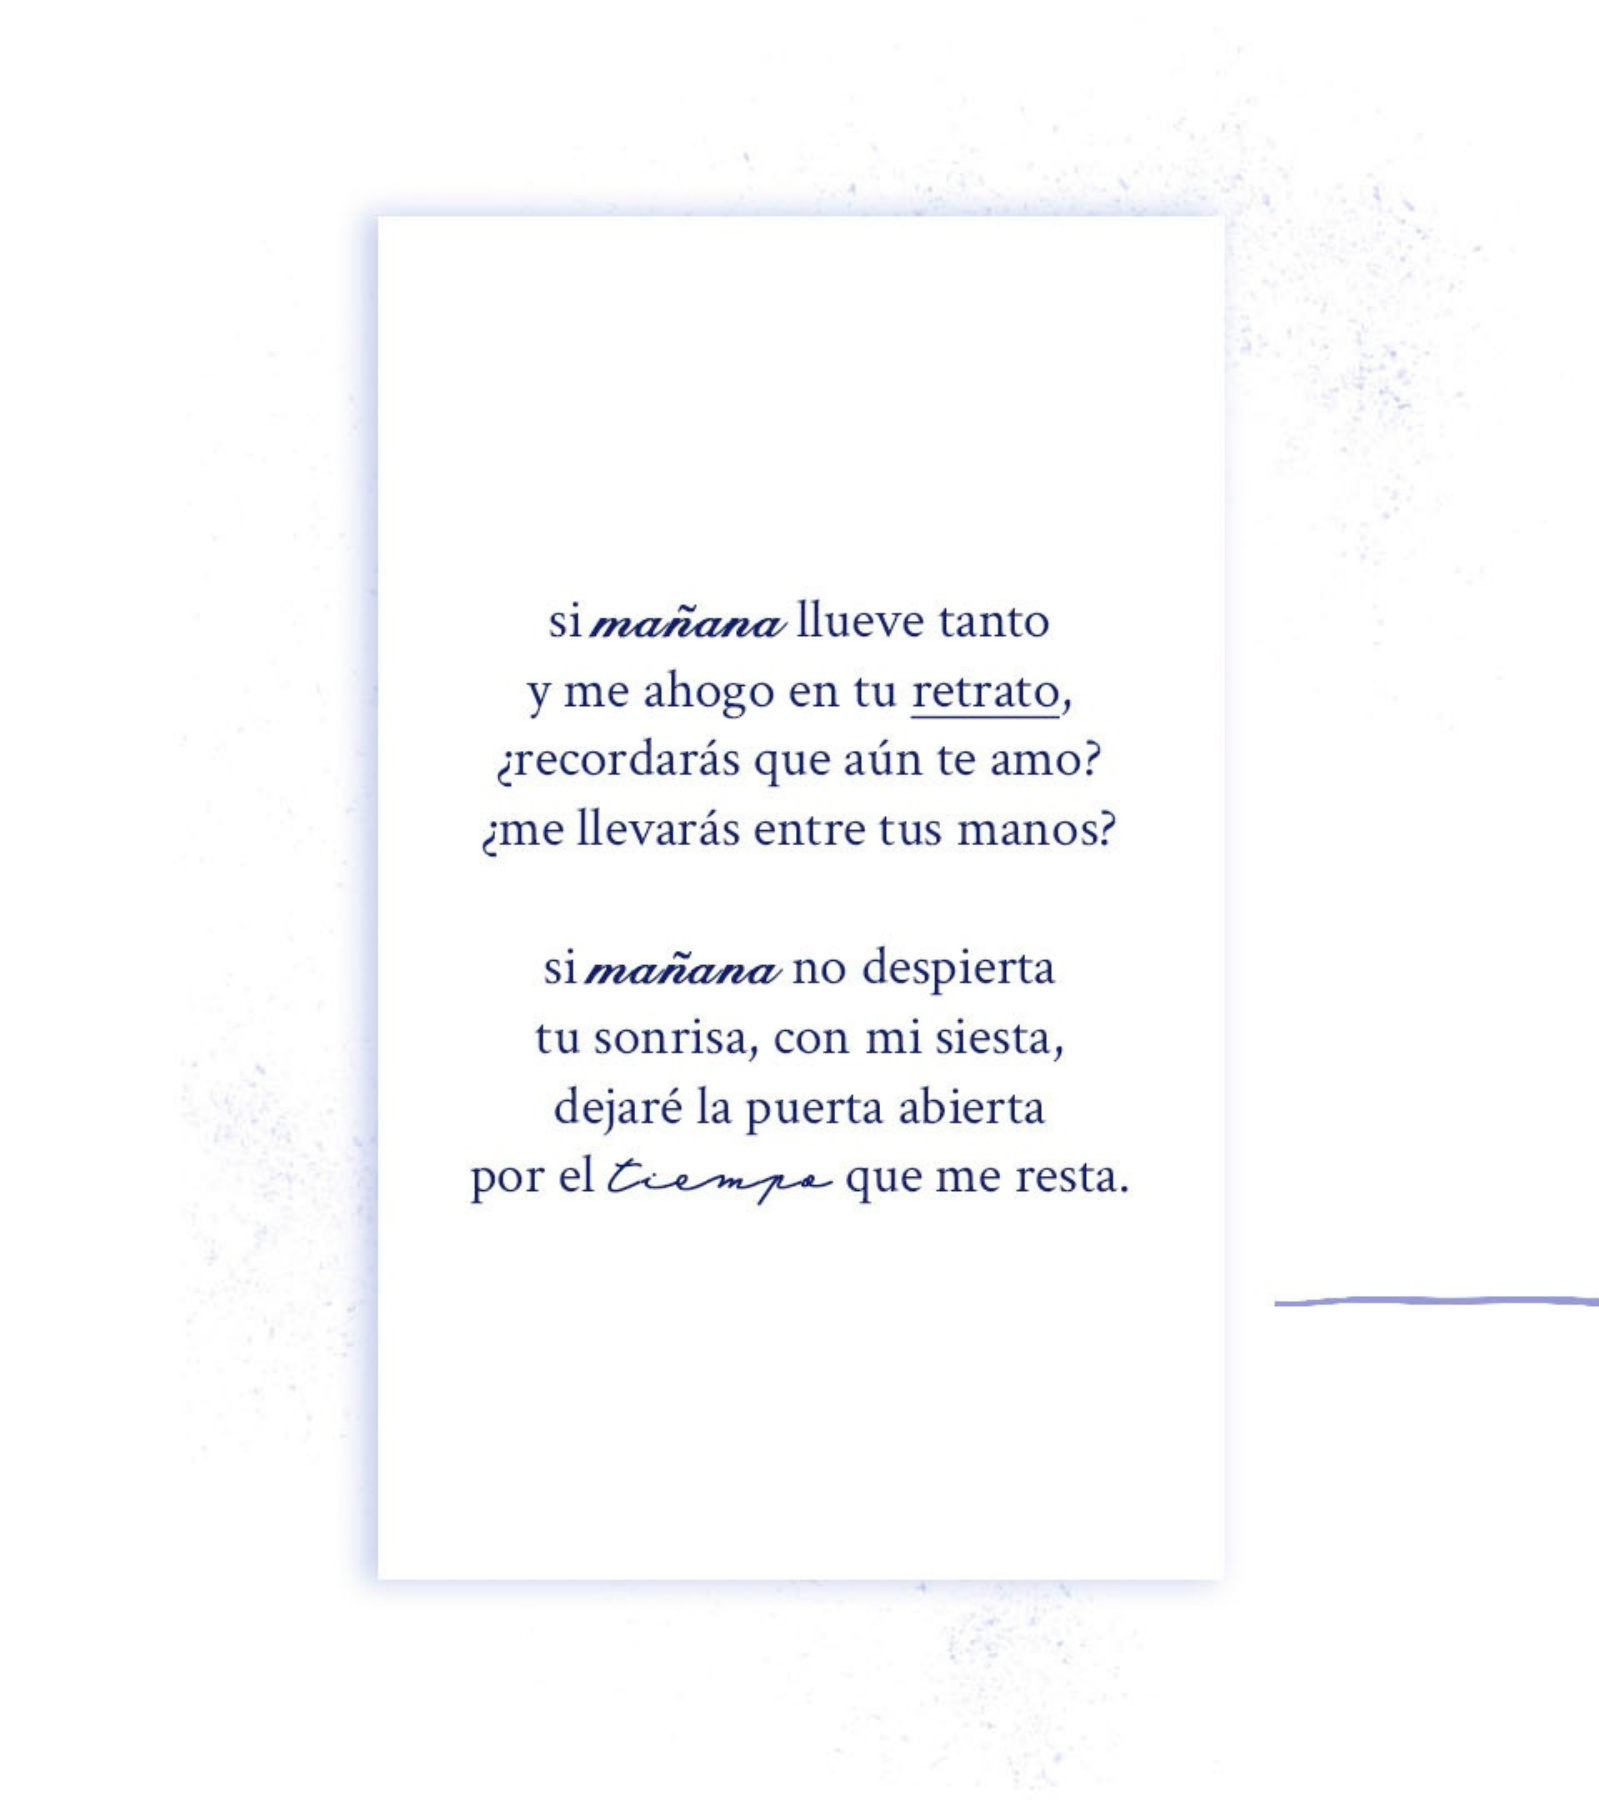 si mañana llueve tanto
y me ahogo en tu retrato,
¿recordarás que aún te amo?
¿me llevarás entre tus manos?
si mañana no despierta
tu sonrisa, con mi siesta,
dejaré la puerta abierta
por el tiempo que me resta.